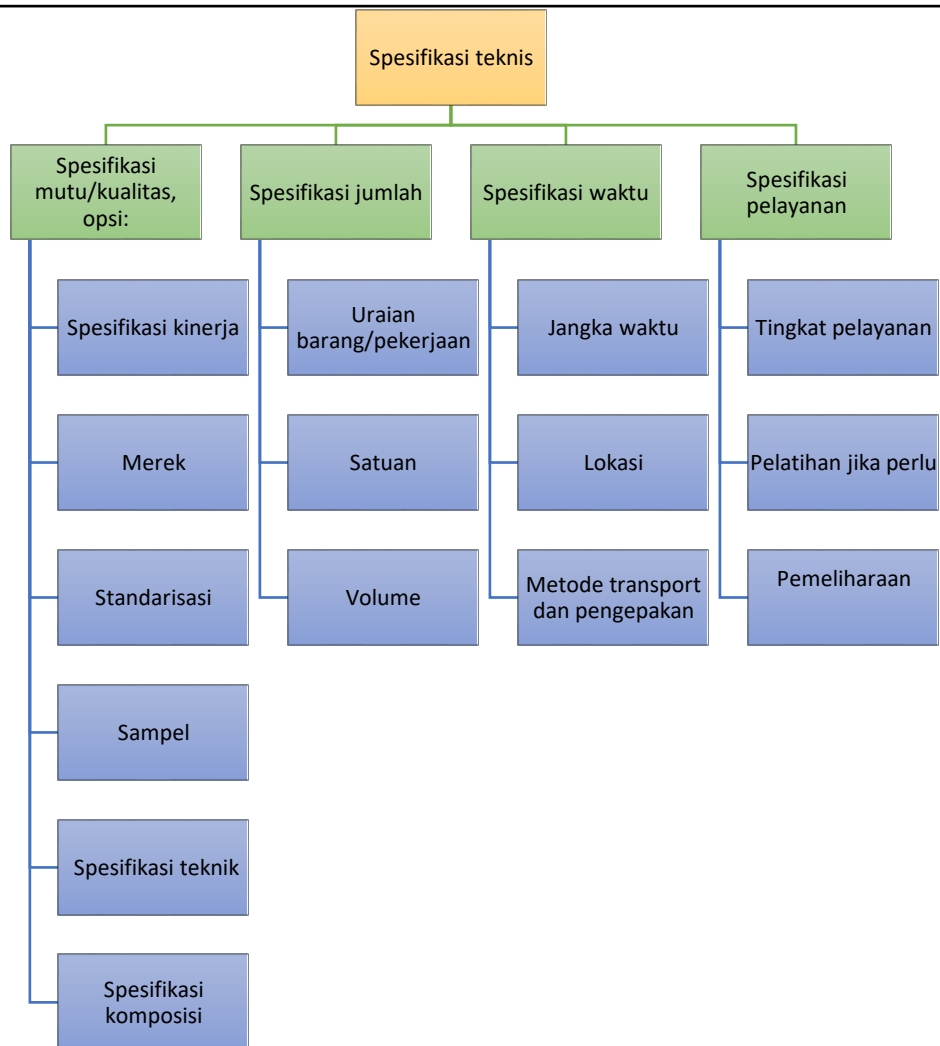 Spesifikasi teknis
Spesifikasi
mutu/kualitas,
opsi:
Spesifikasi kinerja
Merek
Standarisasi
Sampel
Spesifikasi teknik
Spesifikasi
komposisi
Spesifikasi jumlah
Uraian
barang/pekerjaan
Satuan
Volume
Spesifikasi waktu
Jangka waktu
Lokasi
Metode transport
dan pengepakan
Spesifikasi
pelayanan
Tingkat pelayanan
Pelatihan jika perlu
Pemeliharaan